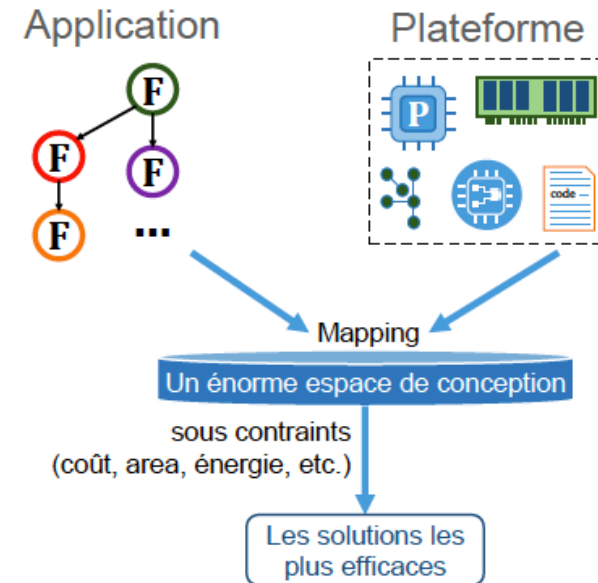 Application
Plateforme
F
P
F
F
code
F
...
Mapping
Un énorme espace de conception
sous contraints
(coût, area, énergie, etc.)
Les solutions les
plus efficaces